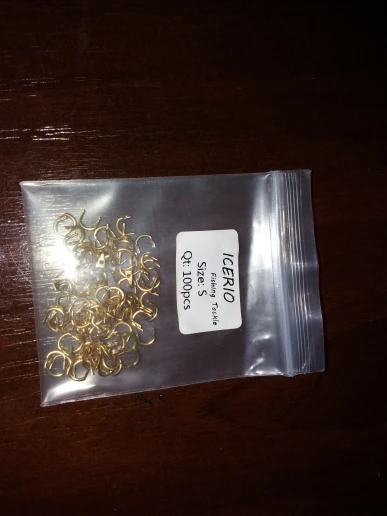 ICERIO
Fishing Tackle
Size: S
Qt: 100pcs